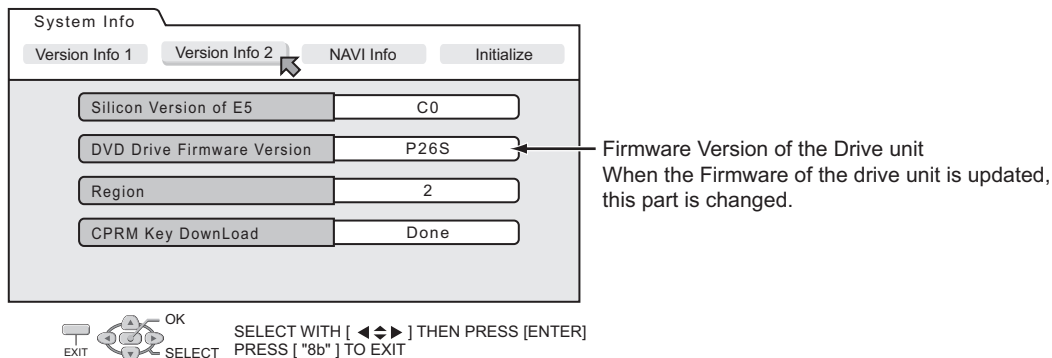 System Info
Version Info 1 Version Info 2 NAVI Info Initialize
Silicon Version of E5 C0
DVD Drive Firmware Version P26S
Region 2
CPRM Key DownLoad Done
Firmware Version of the Drive unit
When the Firmware of the drive unit is updated,
this part is changed.
OK
EXIT SELECT
SELECT WITH [ ] THEN PRESS [ENTER]
PRESS [ "8b" ] TO EXIT